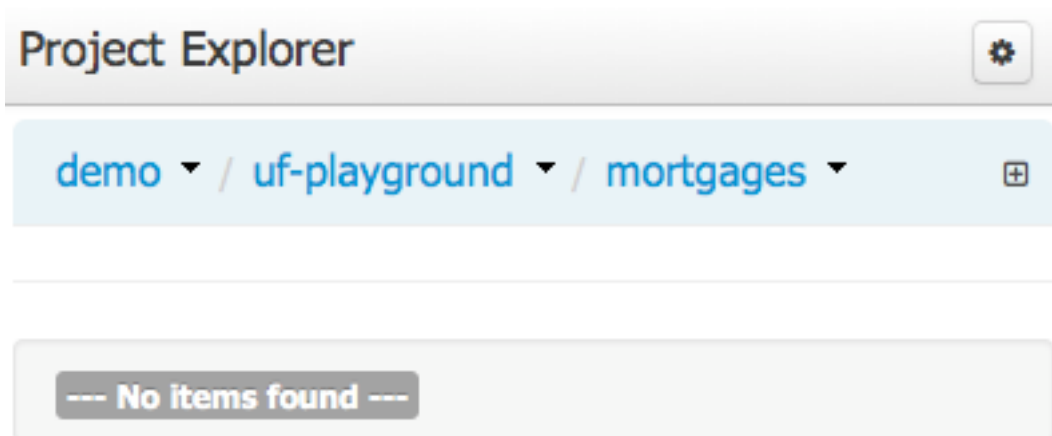 Project Explorer
demo / uf-playground / mortgages
--- No items found ---